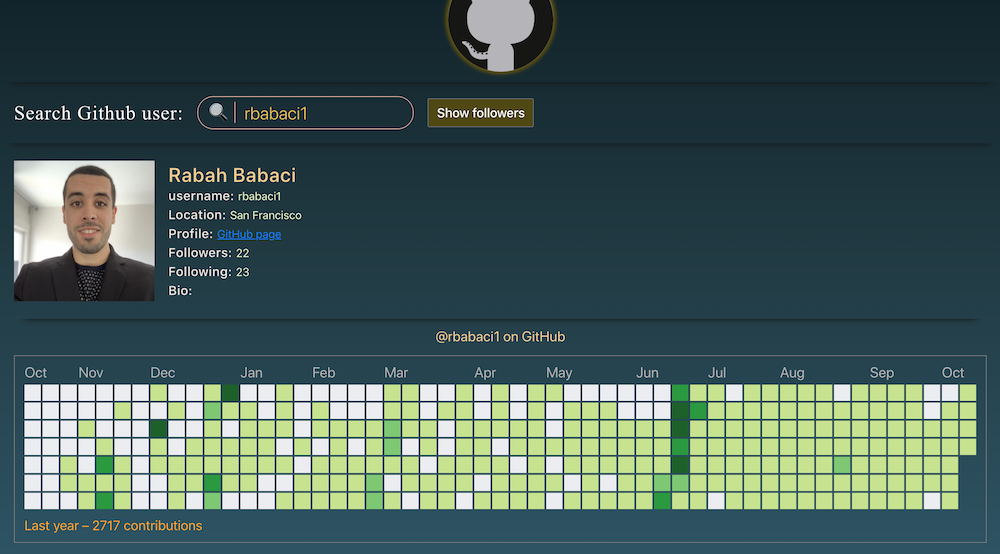 Search Github user: rbabaci1 Show followers
Rabah Babaci
username: rbabaci1
Location: San Francisco
Profile: GitHub page
Followers: 22
Following: 23
Bio:
@rbabaci1 on GitHub
Oct Nov Dec Jan Feb Mar Apr May Jun Jul Aug Sep Oct
Last year – 2717 contributions